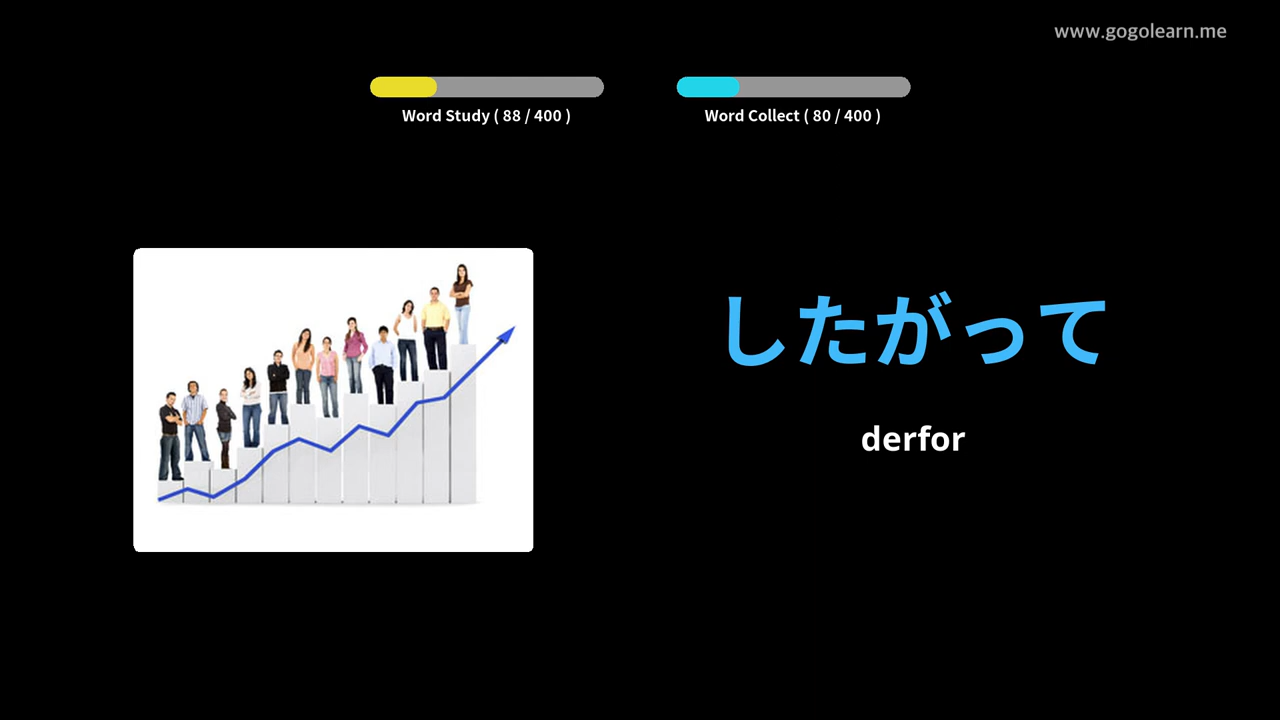 www.gogolearn.me
Word Study ( 88 / 400 )
Word Collect ( 80 / 400 )
したがって
derfor